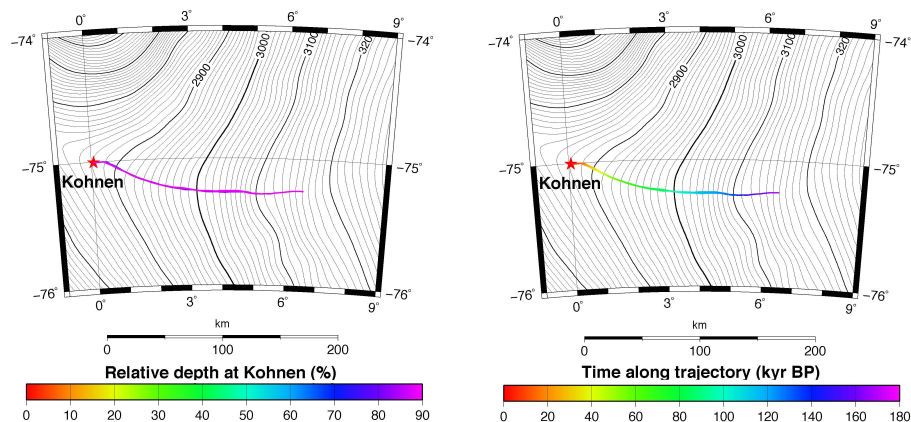 0° 3° 6° 9°
−74° −74°
2900 3000 3100 320
−75° −75°
Kohnen
−76° −76°
0° 3° 6° 9°
km
0 100 200
Relative depth at Kohnen (%)
0 10 20 30 40 50 60 70 80 90
0° 3° 6° 9°
−74° −74°
2900 3000 3100 320
−75° −75°
Kohnen
−76° −76°
0° 3° 6° 9°
km
0 100 200
Time along trajectory (kyr BP)
0 20 40 60 80 100 120 140 160 180